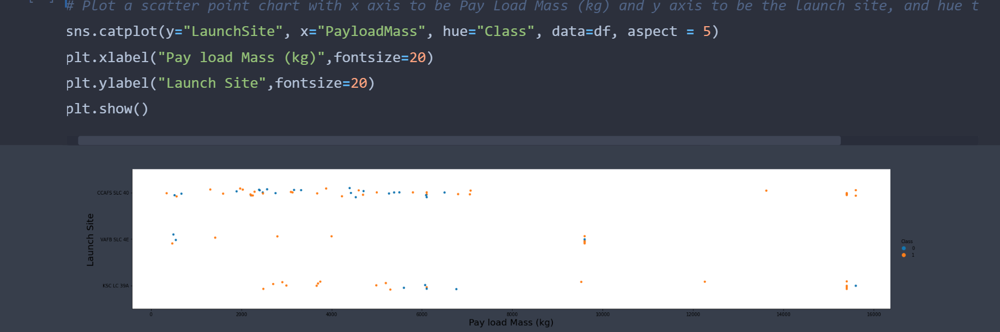 # Plot a scatter point chart with x axis to be Pay Load Mass (kg) and y axis to be the launch site, and hue t
sns.catplot(y="LaunchSite", x="PayloadMass", hue="Class", data=df, aspect = 5)
plt.xlabel("Pay load Mass (kg)",fontsize=20)
plt.ylabel("Launch Site",fontsize=20)
plt.show()
CCAFS SLC 40
VAFB SLC 4E
KSC LC 39A
Launch Site
0 2000 4000 6000 8000 10000 12000 14000 16000
Pay load Mass (kg)
Class
0
1